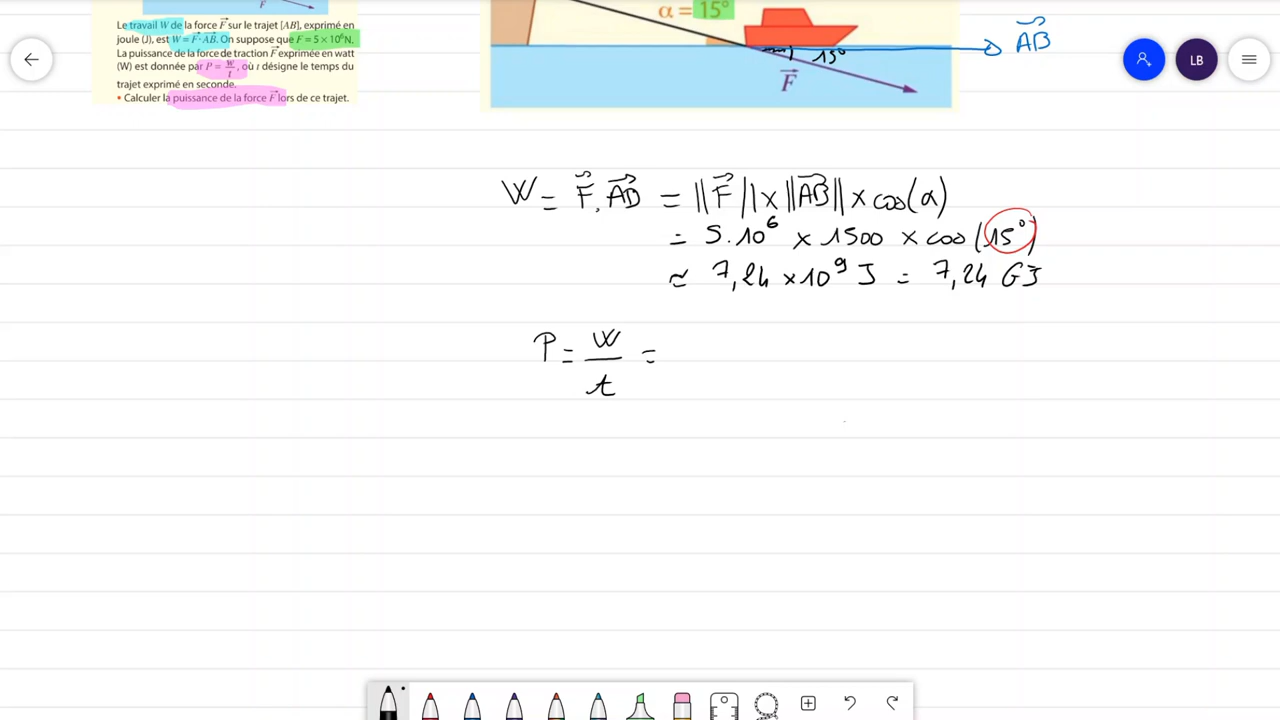 Le travail W de la force F⃗ sur le trajet [AB], exprimé en
joule (J), est W = F⃗ · AB⃗. On suppose que F = 5 × 10⁶N.
La puissance de la force de traction F⃗ exprimée en watt
(W) est donnée par P = W/t, où t désigne le temps du
trajet exprimé en seconde.
• Calculer la puissance de la force F⃗ lors de ce trajet.
F⃗
α = 15°
15°
AB⃗
F⃗
LB
W = F⃗ . AB⃗ = ||F⃗|| × ||AB⃗|| × cos(α)
= 5.10⁶ × 1500 × cos(15°)
≈ 7,24 × 10⁹ J = 7,24 GJ
P = W/t =